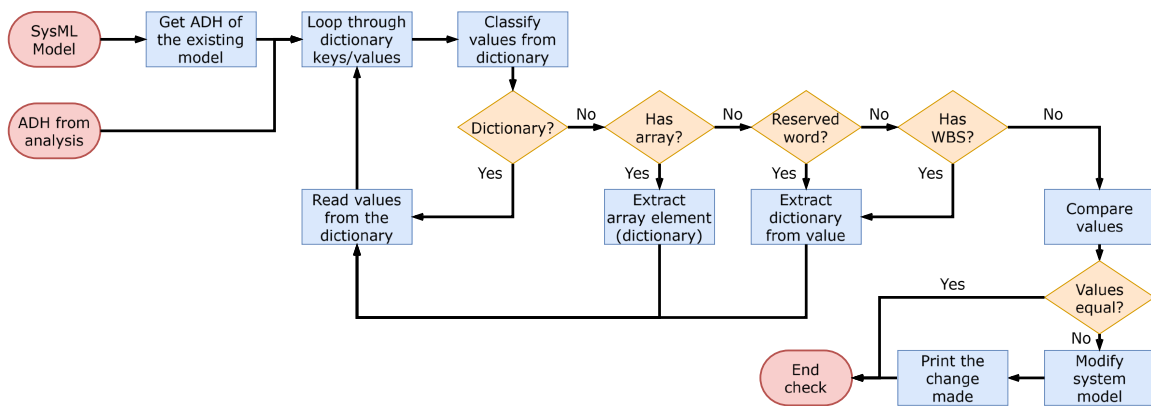 SysML
Model
Get ADH of
the existing
model
Loop through
dictionary
keys/values
Classify
values from
dictionary
ADH from
analysis
Dictionary?
No
Has
array?
No
Reserved
word?
No
Has
WBS?
No
Yes
Yes
Yes
Yes
Read values
from the
dictionary
Extract
array element
(dictionary)
Extract
dictionary
from value
Compare
values
Values
equal?
Yes
No
Modify
system
model
Print the
change
made
End
check